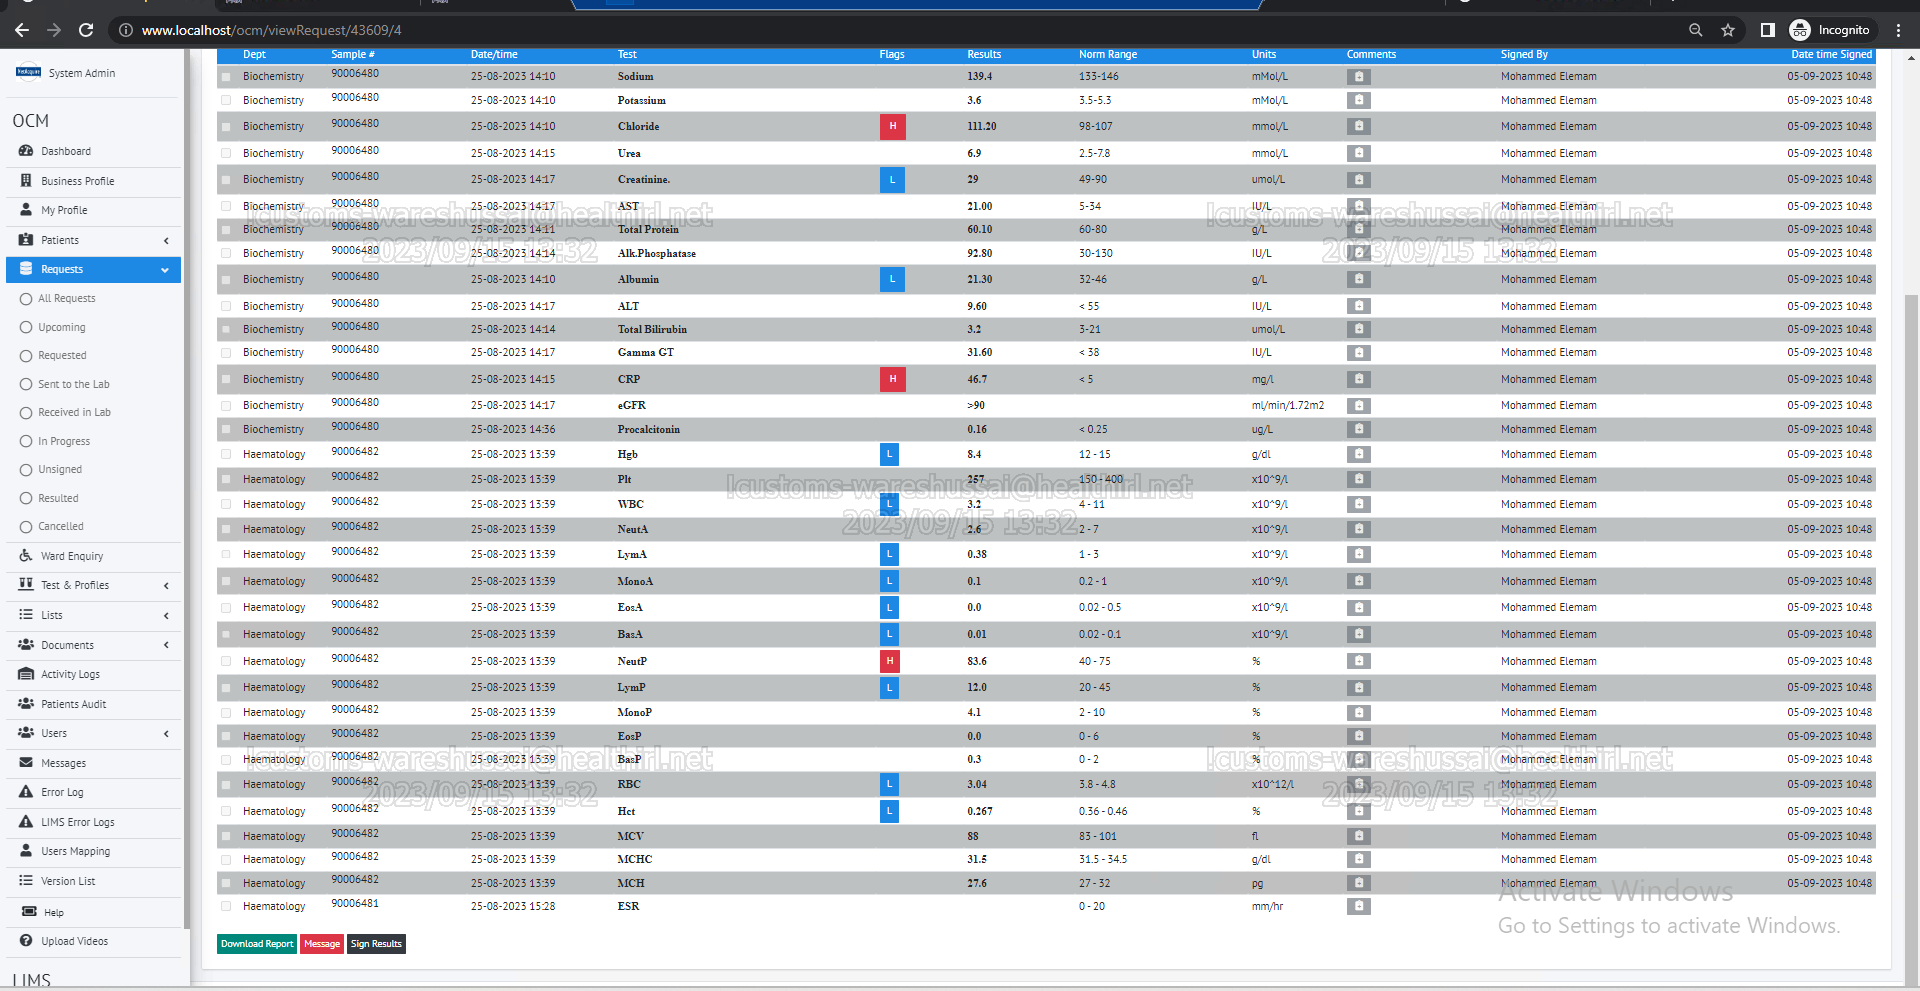 www.localhost/ocm/viewRequest/43609/4
Incognito
System Admin
OCM
Dashboard
Business Profile
My Profile
Patients
Requests
All Requests
Upcoming
Requested
Sent to the Lab
Received in Lab
In Progress
Unsigned
Resulted
Cancelled
Ward Enquiry
Test & Profiles
Lists
Documents
Activity Logs
Patients Audit
Users
Messages
Error Log
LIMS Error Logs
Users Mapping
Version List
Help
Upload Videos
LIMS
Dept Sample # Date/time Test Flags Results Norm Range Units Comments Signed By Date time Signed
Biochemistry 90006480 25-08-2023 14:10 Sodium 139.4 133-146 mMol/L Mohammed Elemam 05-09-2023 10:48
Biochemistry 90006480 25-08-2023 14:10 Potassium 3.6 3.5-5.3 mMol/L Mohammed Elemam 05-09-2023 10:48
Biochemistry 90006480 25-08-2023 14:10 Chloride H 111.20 98-107 mmol/L Mohammed Elemam 05-09-2023 10:48
Biochemistry 90006480 25-08-2023 14:15 Urea 6.9 2.5-7.8 mmol/L Mohammed Elemam 05-09-2023 10:48
Biochemistry 90006480 25-08-2023 14:17 Creatinine. L 29 49-90 umol/L Mohammed Elemam 05-09-2023 10:48
Biochemistry 90006480 25-08-2023 14:17 AST 21.00 5-34 IU/L Mohammed Elemam 05-09-2023 10:48
Biochemistry 90006480 25-08-2023 14:11 Total Protein 60.10 60-80 g/L Mohammed Elemam 05-09-2023 10:48
Biochemistry 90006480 25-08-2023 14:14 Alk.Phosphatase 92.80 30-130 IU/L Mohammed Elemam 05-09-2023 10:48
Biochemistry 90006480 25-08-2023 14:10 Albumin L 21.30 32-46 g/L Mohammed Elemam 05-09-2023 10:48
Biochemistry 90006480 25-08-2023 14:17 ALT 9.60 < 55 IU/L Mohammed Elemam 05-09-2023 10:48
Biochemistry 90006480 25-08-2023 14:14 Total Bilirubin 3.2 3-21 umol/L Mohammed Elemam 05-09-2023 10:48
Biochemistry 90006480 25-08-2023 14:17 Gamma GT 31.60 < 38 IU/L Mohammed Elemam 05-09-2023 10:48
Biochemistry 90006480 25-08-2023 14:15 CRP H 46.7 < 5 mg/l Mohammed Elemam 05-09-2023 10:48
Biochemistry 90006480 25-08-2023 14:17 eGFR >90 ml/min/1.72m2 Mohammed Elemam 05-09-2023 10:48
Biochemistry 90006480 25-08-2023 14:36 Procalcitonin 0.16 < 0.25 ug/L Mohammed Elemam 05-09-2023 10:48
Haematology 90006482 25-08-2023 13:39 Hgb L 8.4 12 - 15 g/dl Mohammed Elemam 05-09-2023 10:48
Haematology 90006482 25-08-2023 13:39 Plt 257 150 - 400 x10^9/l Mohammed Elemam 05-09-2023 10:48
Haematology 90006482 25-08-2023 13:39 WBC L 3.2 4 - 11 x10^9/l Mohammed Elemam 05-09-2023 10:48
Haematology 90006482 25-08-2023 13:39 NeutA 2.6 2 - 7 x10^9/l Mohammed Elemam 05-09-2023 10:48
Haematology 90006482 25-08-2023 13:39 LymA L 0.38 1 - 3 x10^9/l Mohammed Elemam 05-09-2023 10:48
Haematology 90006482 25-08-2023 13:39 MonoA L 0.1 0.2 - 1 x10^9/l Mohammed Elemam 05-09-2023 10:48
Haematology 90006482 25-08-2023 13:39 EosA L 0.0 0.02 - 0.5 x10^9/l Mohammed Elemam 05-09-2023 10:48
Haematology 90006482 25-08-2023 13:39 BasA L 0.01 0.02 - 0.1 x10^9/l Mohammed Elemam 05-09-2023 10:48
Haematology 90006482 25-08-2023 13:39 NeutP H 83.6 40 - 75 % Mohammed Elemam 05-09-2023 10:48
Haematology 90006482 25-08-2023 13:39 LymP L 12.0 20 - 45 % Mohammed Elemam 05-09-2023 10:48
Haematology 90006482 25-08-2023 13:39 MonoP 4.1 2 - 10 % Mohammed Elemam 05-09-2023 10:48
Haematology 90006482 25-08-2023 13:39 EosP 0.0 0 - 6 % Mohammed Elemam 05-09-2023 10:48
Haematology 90006482 25-08-2023 13:39 BasP 0.3 0 - 2 % Mohammed Elemam 05-09-2023 10:48
Haematology 90006482 25-08-2023 13:39 RBC L 3.04 3.8 - 4.8 x10^12/l Mohammed Elemam 05-09-2023 10:48
Haematology 90006482 25-08-2023 13:39 Hct L 0.267 0.36 - 0.46 % Mohammed Elemam 05-09-2023 10:48
Haematology 90006482 25-08-2023 13:39 MCV 88 83 - 101 fl Mohammed Elemam 05-09-2023 10:48
Haematology 90006482 25-08-2023 13:39 MCHC 31.5 31.5 - 34.5 g/dl Mohammed Elemam 05-09-2023 10:48
Haematology 90006482 25-08-2023 13:39 MCH 27.6 27 - 32 pg Mohammed Elemam 05-09-2023 10:48
Haematology 90006481 25-08-2023 15:28 ESR 0 - 20 mm/hr
Download Report Message Sign Results
!customs-wareshussai@healthirl.net
2023/09/15 13:32
!customs-wareshussai@healthirl.net
2023/09/15 13:32
!customs-wareshussai@healthirl.net
2023/09/15 13:32
!customs-wareshussai@healthirl.net
2023/09/15 13:32
!customs-wareshussai@healthirl.net
2023/09/15 13:32
Activate Windows
Go to Settings to activate Windows.